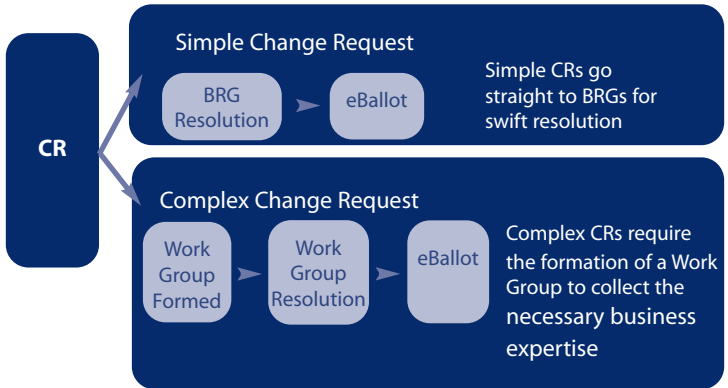 CR
Simple Change Request
BRG
Resolution
eBallot
Simple CRs go
straight to BRGs for
swift resolution
Complex Change Request
Work
Group
Formed
Work
Group
Resolution
eBallot
Complex CRs require
the formation of a Work
Group to collect the
necessary business
expertise